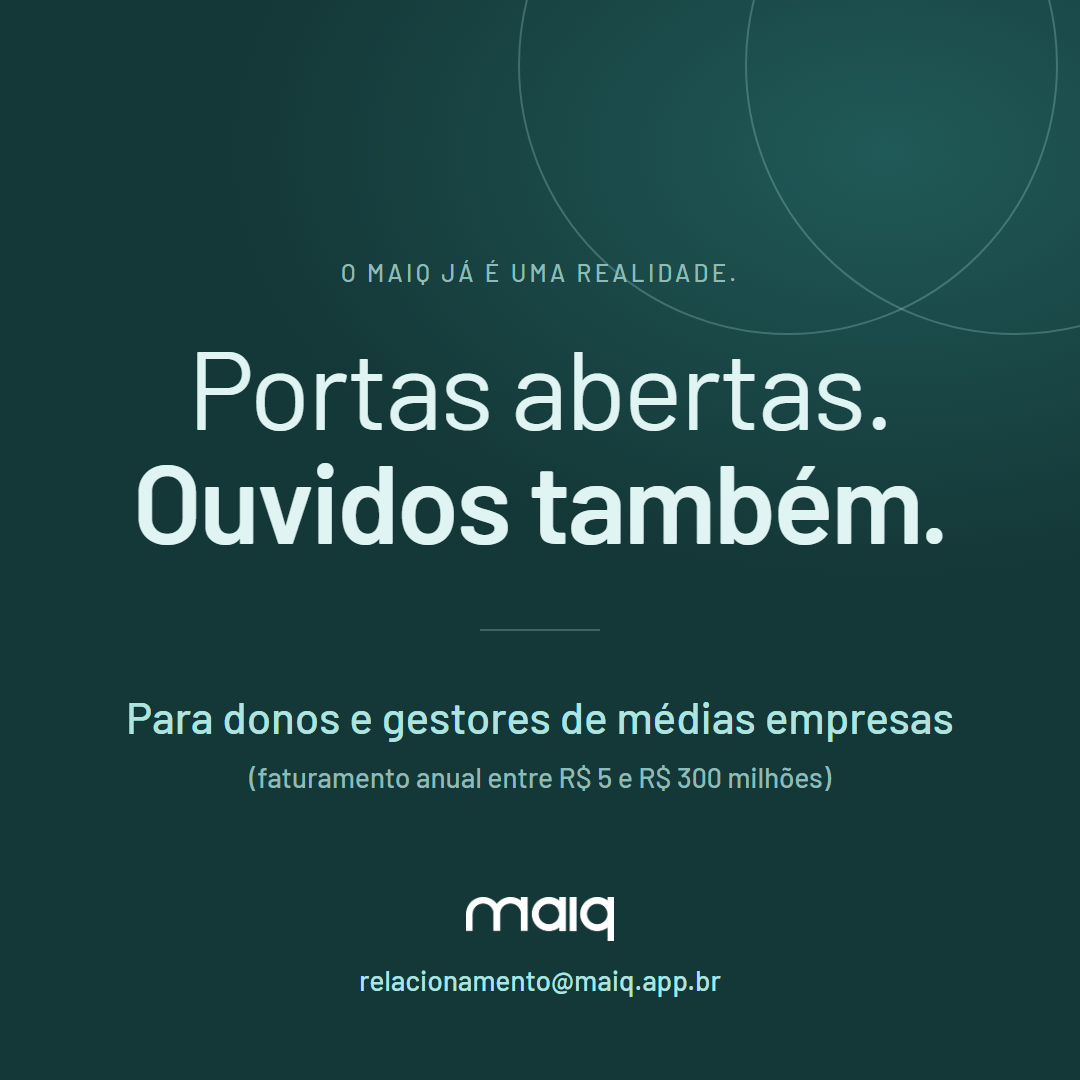 O MAIQ JÁ É UMA REALIDADE.
Portas abertas.
Ouvidos também.
Para donos e gestores de médias empresas
(faturamento anual entre R$ 5 e R$ 300 milhões)
maiq
relacionamento@maiq.app.br